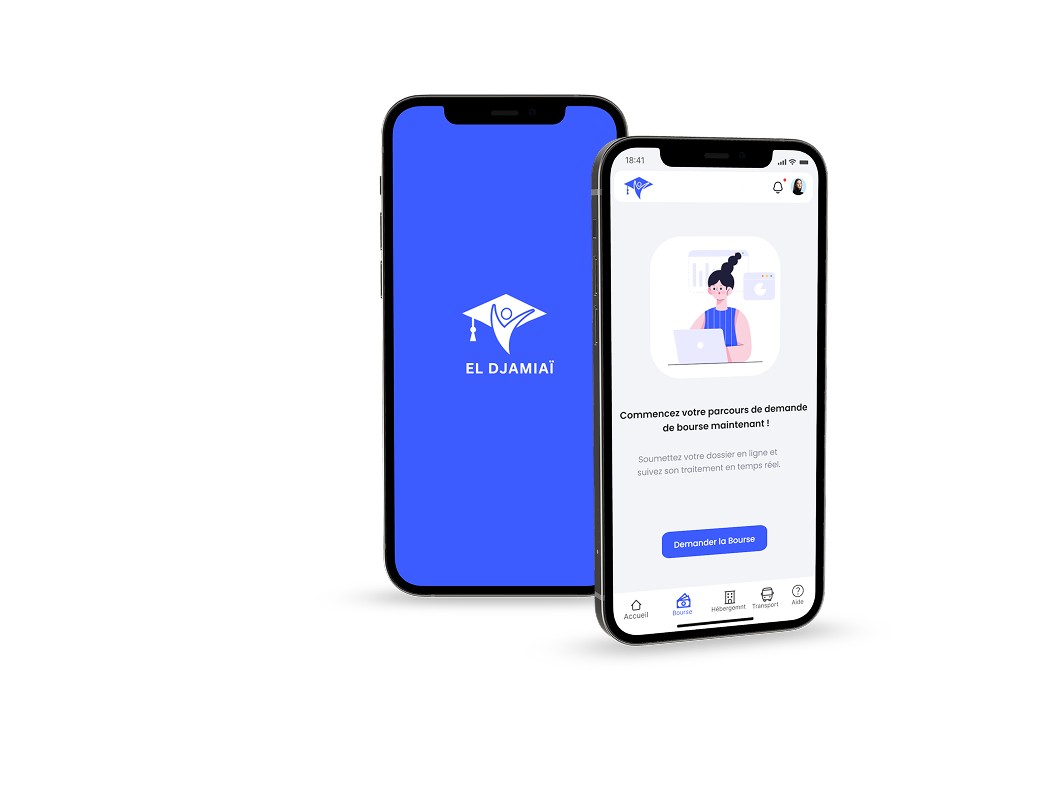 EL DJAMIAÏ
18:41
Commencez votre parcours de demande
de bourse maintenant !
Soumettez votre dossier en ligne et
suivez son traitement en temps réel.
Demander la Bourse
Accueil
Bourse
Hébergemnt
Transport
Aide